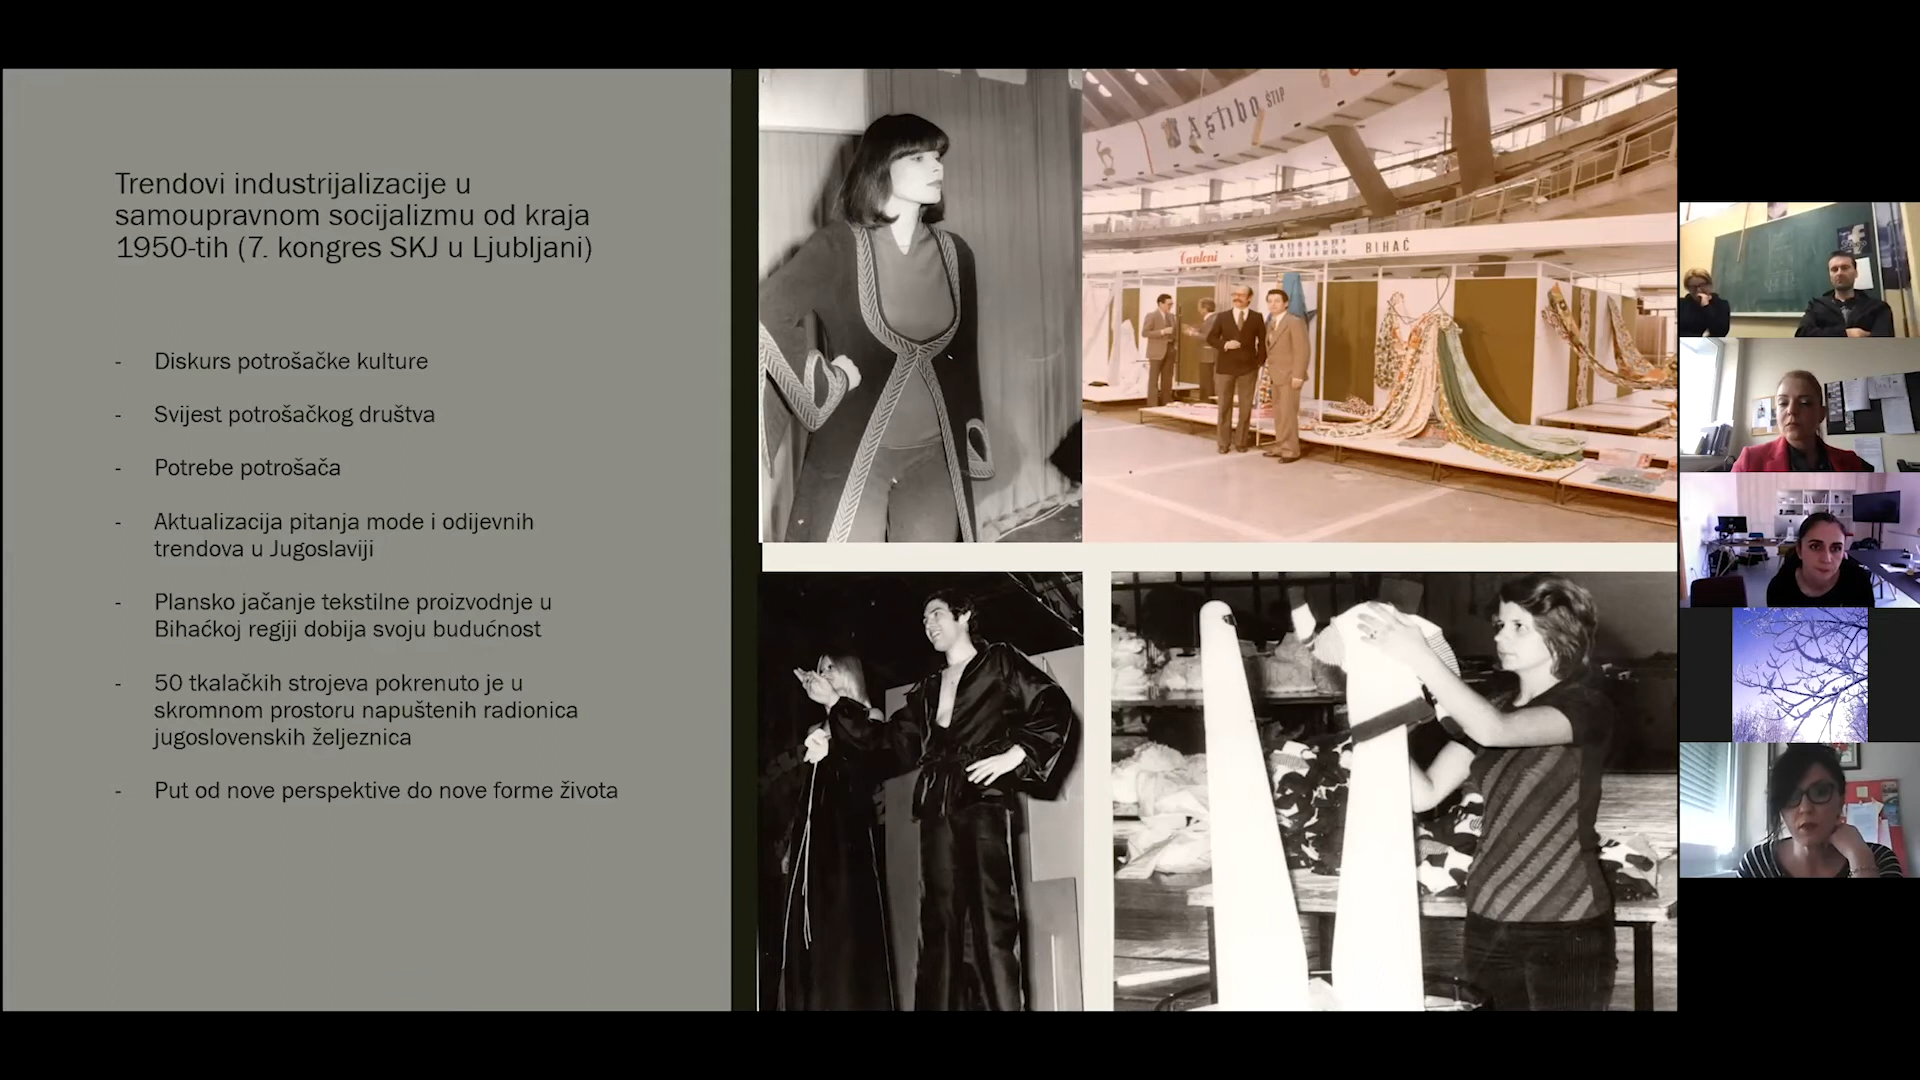 Trendovi industrijalizacije u
samoupravnom socijalizmu od kraja
1950-tih (7. kongres SKJ u Ljubljani)
- Diskurs potrošačke kulture
- Svijest potrošačkog društva
- Potrebe potrošača
- Aktualizacija pitanja mode i odijevnih
trendova u Jugoslaviji
- Plansko jačanje tekstilne proizvodnje u
Bihaćkoj regiji dobija svoju budućnost
- 50 tkalačkih strojeva pokrenuto je u
skromnom prostoru napuštenih radionica
jugoslovenskih željeznica
- Put od nove perspektive do nove forme života
Astibo ŠTIP
BIHAĆ